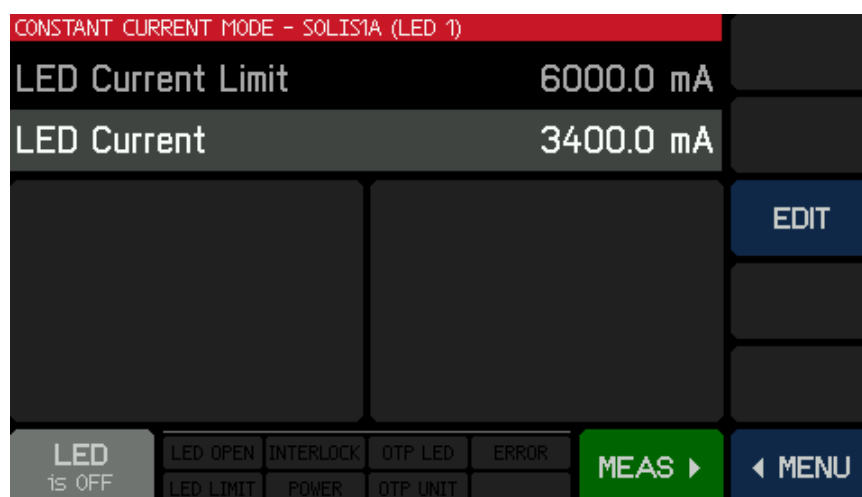 CONSTANT CURRENT MODE - SOLIS1A (LED 1)
LED Current Limit 6000.0 mA
LED Current 3400.0 mA
EDIT
LED
is OFF
LED OPEN INTERLOCK OTP LED ERROR
LED LIMIT POWER OTP UNIT
MEAS
MENU